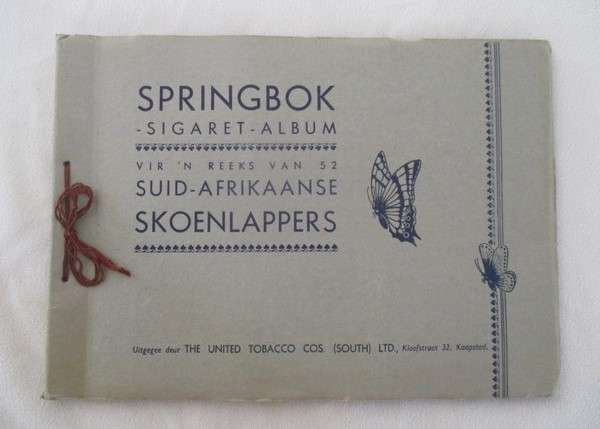 SPRINGBOK
-SIGARET-ALBUM
VIR 'N REEKS VAN 52
SUID-AFRIKAANSE
SKOENLAPPERS
Uitgegee deur THE UNITED TOBACCO COS. (SOUTH) LTD., Kloofstraat 32, Kaapstad.